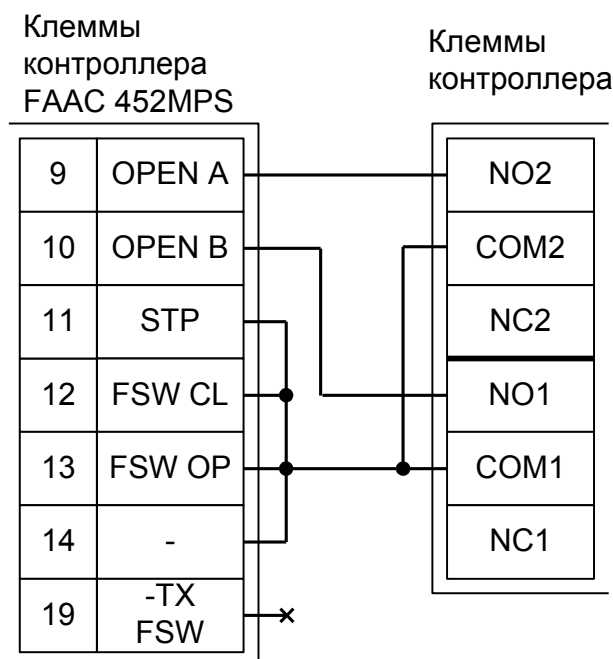 Клеммы
контроллера
FAAC 452MPS
9 OPEN A
10 OPEN B
11 STP
12 FSW CL
13 FSW OP
14 -
19 -TX
FSW
Клеммы
контроллера
NO2
COM2
NC2
NO1
COM1
NC1